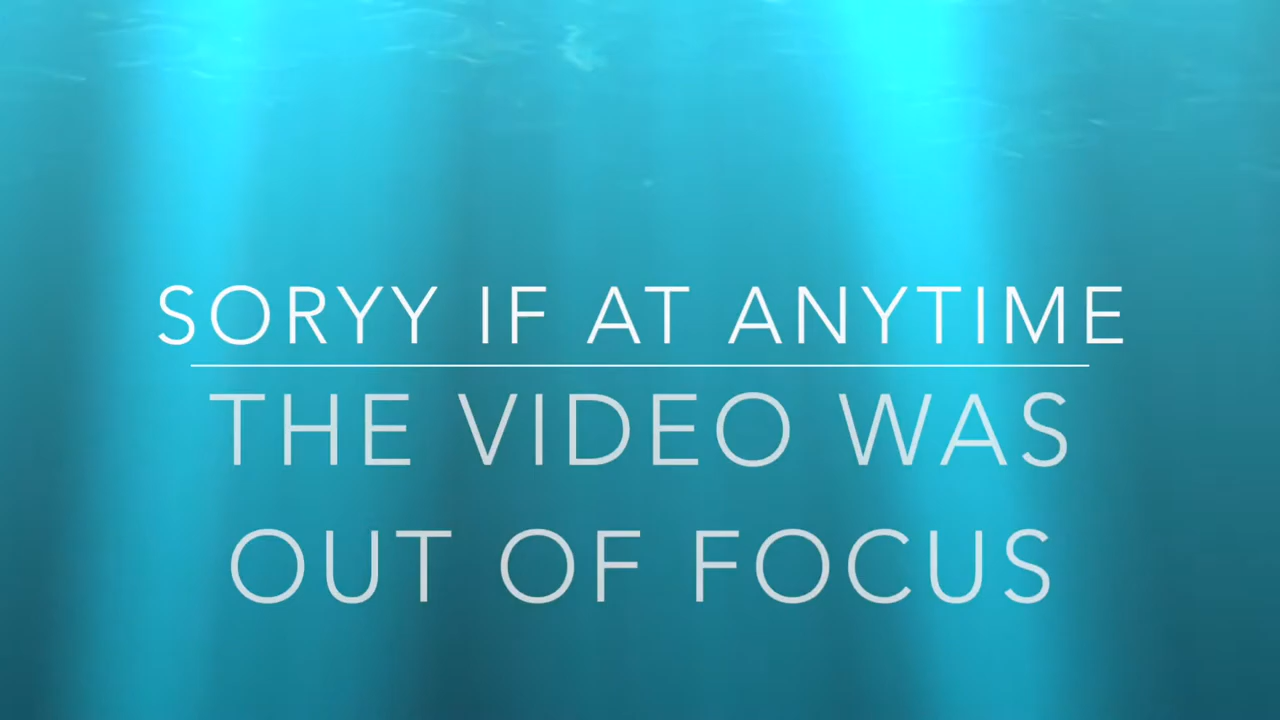 SORYY IF AT ANYTIME
THE VIDEO WAS
OUT OF FOCUS